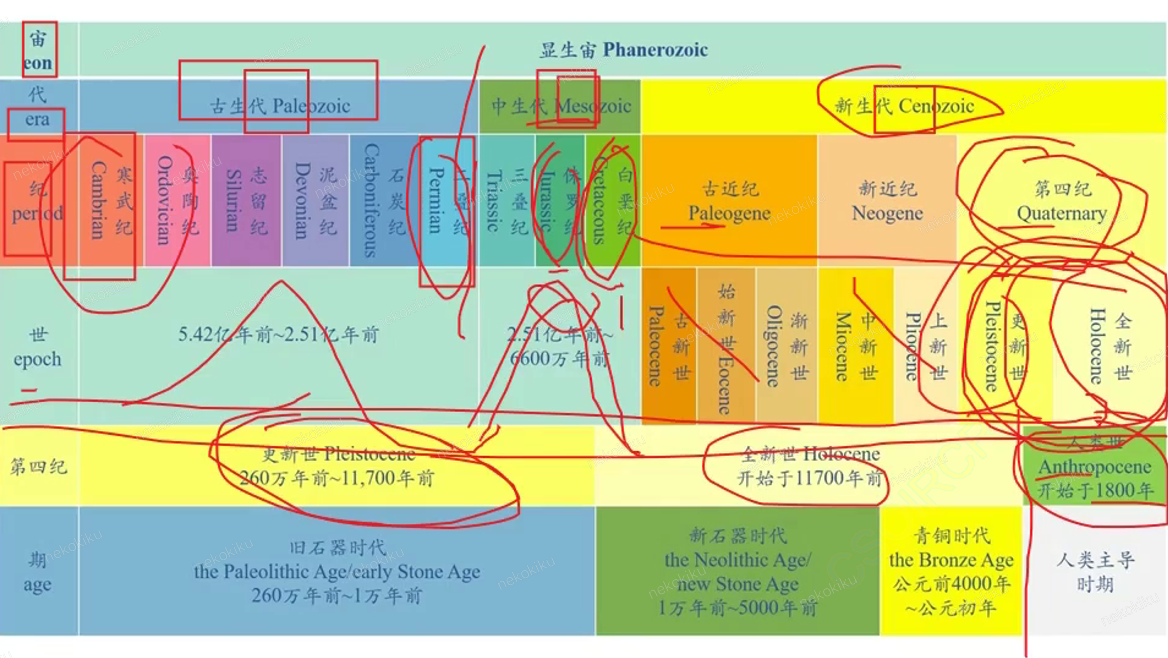 宙
eon
显生宙 Phanerozoic
代
era
古生代 Paleozoic
中生代 Mesozoic
新生代 Cenozoic
纪
period
寒武纪
Cambrian
奥陶纪
Ordovician
志留纪
Silurian
泥盆纪
Devonian
石炭纪
Carboniferous
二叠纪
Permian
三叠纪
Triassic
侏罗纪
Jurassic
白垩纪
Cretaceous
古近纪
Paleogene
新近纪
Neogene
第四纪
Quaternary
世
epoch
5.42亿年前~2.51亿年前
2.51亿年前~
6600万年前
古新世
Paleocene
始新世 Eocene
渐新世
Oligocene
中新世
Miocene
上新世
Pliocene
更新世
Pleistocene
全新世
Holocene
第四纪
更新世 Pleistocene
260万年前~11,700年前
全新世 Holocene
开始于11700年前
人类世
Anthropocene
开始于1800年
期
age
旧石器时代
the Paleolithic Age/early Stone Age
260万年前~1万年前
新石器时代
the Neolithic Age/
new Stone Age
1万年前~5000年前
青铜时代
the Bronze Age
公元前4000年
~公元初年
人类主导
时期
nekokiku